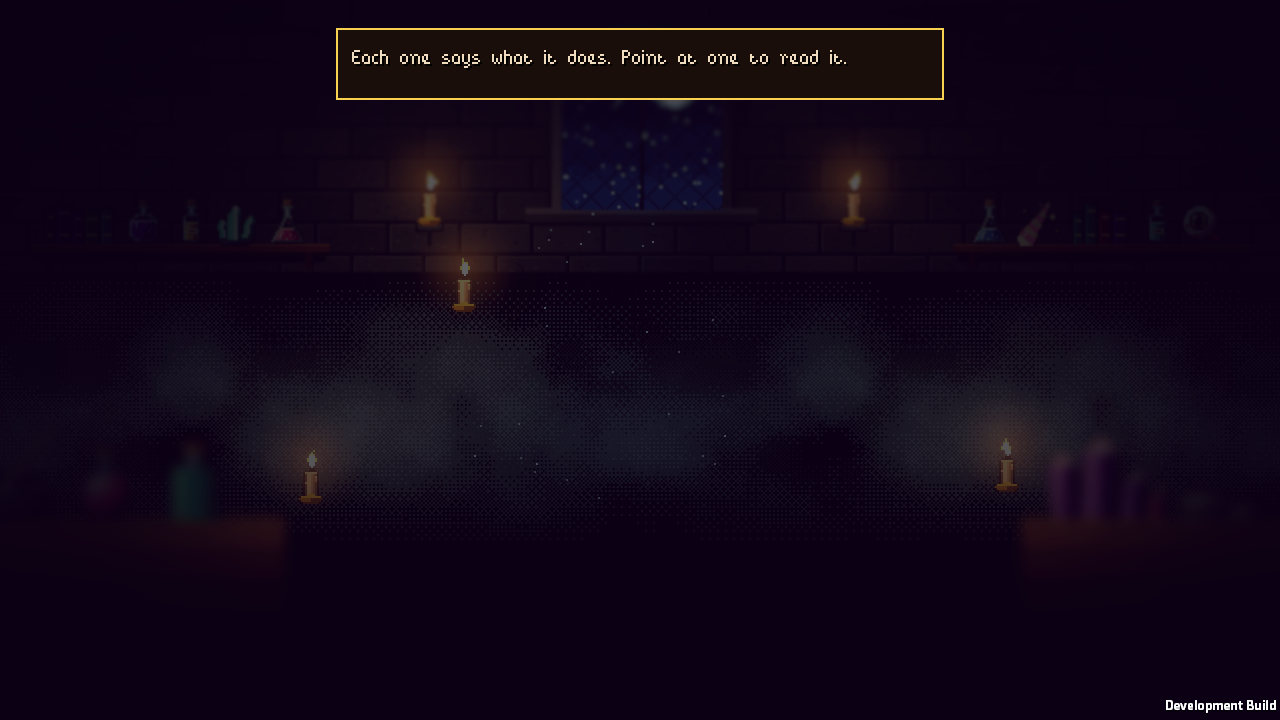 Each one says what it does. Point at one to read it.
Development Build